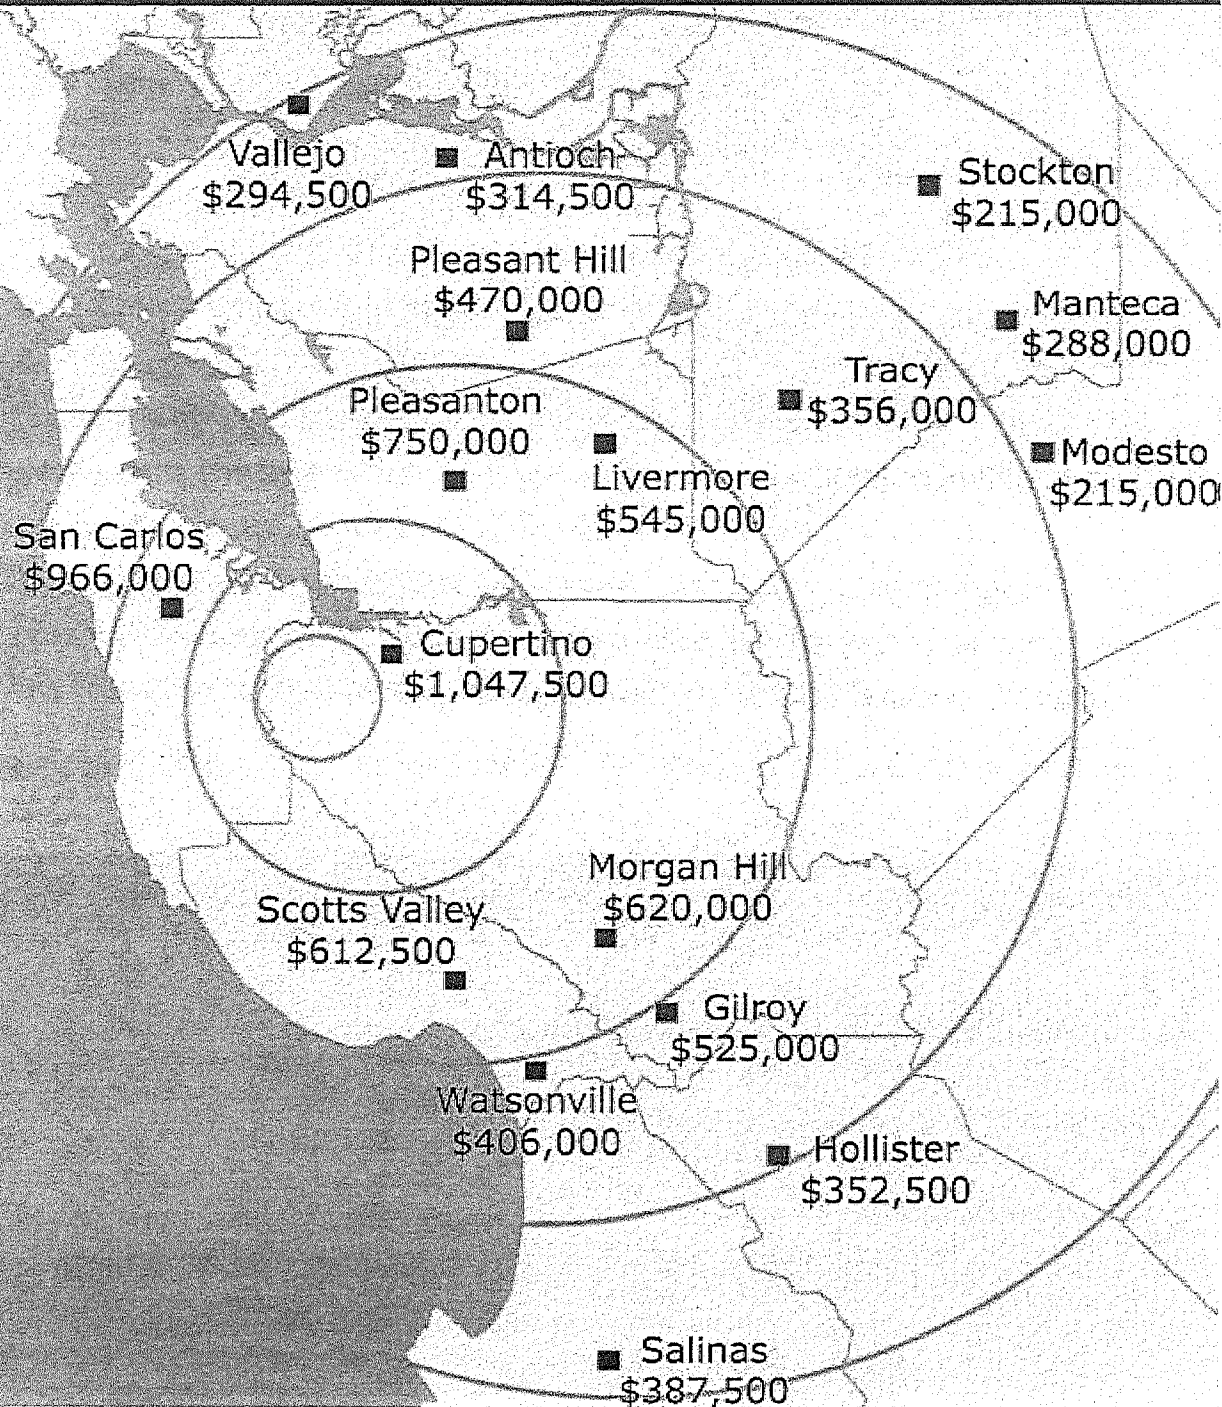 Vallejo
$294,500
Antioch
$314,500
Stockton
$215,000
Pleasant Hill
$470,000
Manteca
$288,000
Tracy
$356,000
Pleasanton
$750,000
Livermore
$545,000
Modesto
$215,000
San Carlos
$966,000
Cupertino
$1,047,500
Morgan Hill
$620,000
Scotts Valley
$612,500
Gilroy
$525,000
Watsonville
$406,000
Hollister
$352,500
Salinas
$387,500